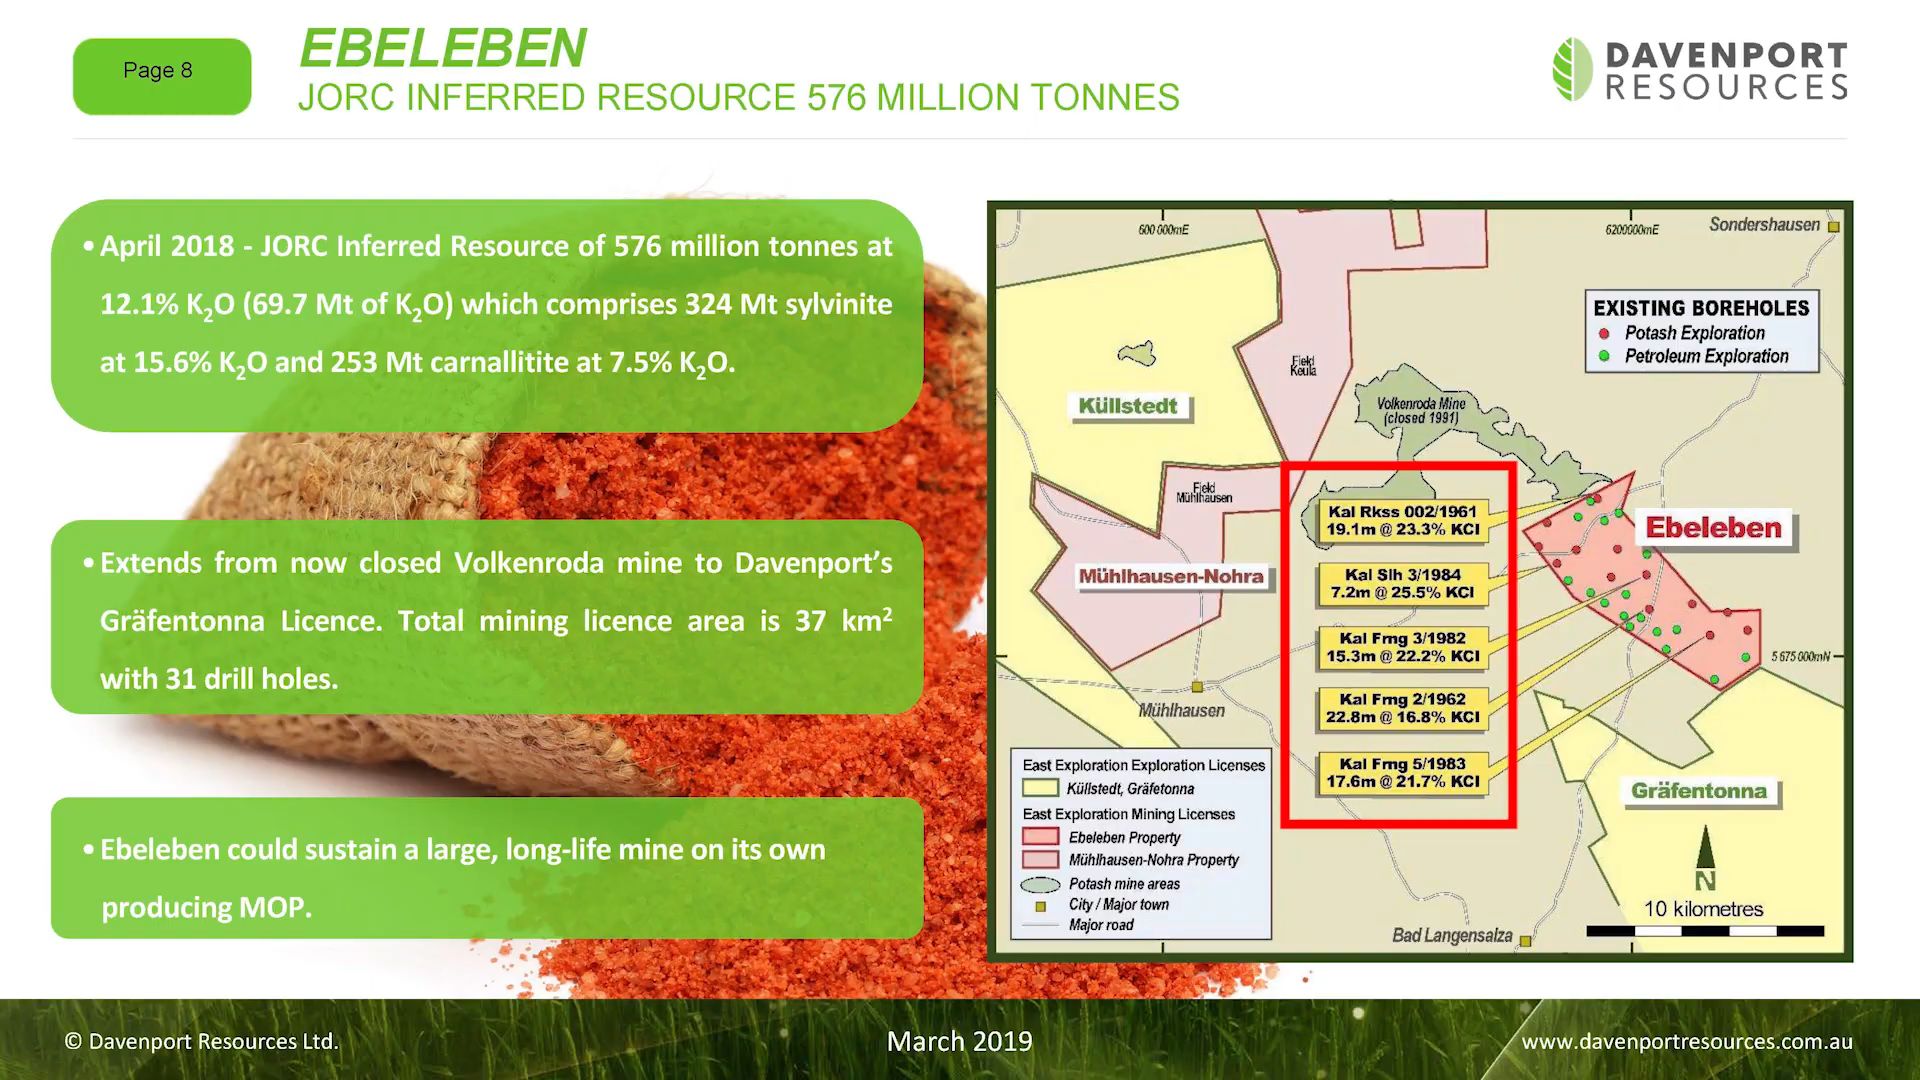 Page 8
EBELEBEN
JORC INFERRED RESOURCE 576 MILLION TONNES
DAVENPORT
RESOURCES
• April 2018 - JORC Inferred Resource of 576 million tonnes at
12.1% K₂O (69.7 Mt of K₂O) which comprises 324 Mt sylvinite
at 15.6% K₂O and 253 Mt carnallitite at 7.5% K₂O.
• Extends from now closed Volkenroda mine to Davenport’s
Gräfentonna Licence. Total mining licence area is 37 km²
with 31 drill holes.
• Ebeleben could sustain a large, long-life mine on its own
producing MOP.
600 000mE
6200000mE
Sondershausen
EXISTING BOREHOLES
Potash Exploration
Petroleum Exploration
Field
Keula
Küllstedt
Volkenroda Mine
(closed 1991)
Field
Mühlhausen
Kal Rkss 002/1961
19.1m @ 23.3% KCl
Ebeleben
Kal Slh 3/1984
7.2m @ 25.5% KCl
Mühlhausen-Nohra
Kal Frng 3/1982
15.3m @ 22.2% KCl
5 675 000mN
Kal Frng 2/1962
22.8m @ 16.8% KCl
Mühlhausen
Kal Frng 5/1983
17.6m @ 21.7% KCl
Gräfentonna
East Exploration Exploration Licenses
Küllstedt, Gräfetonna
East Exploration Mining Licenses
Ebeleben Property
Mühlhausen-Nohra Property
Potash mine areas
City / Major town
Major road
N
10 kilometres
Bad Langensalza
© Davenport Resources Ltd.
March 2019
www.davenportresources.com.au